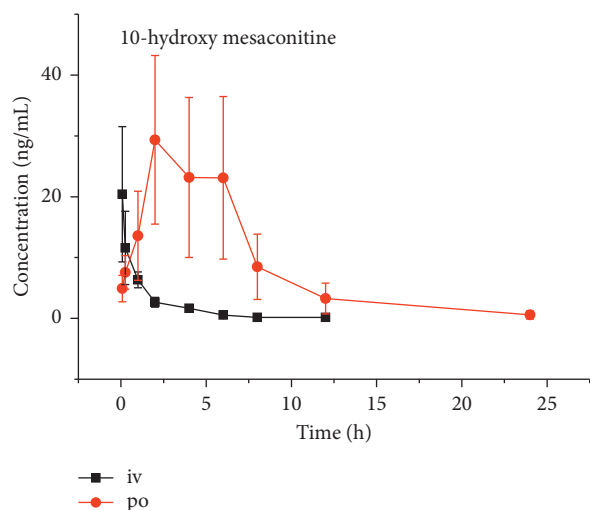 10-hydroxy mesaconitine
40
20
0
Concentration (ng/mL)
0 5 10 15 20 25
Time (h)
iv
po